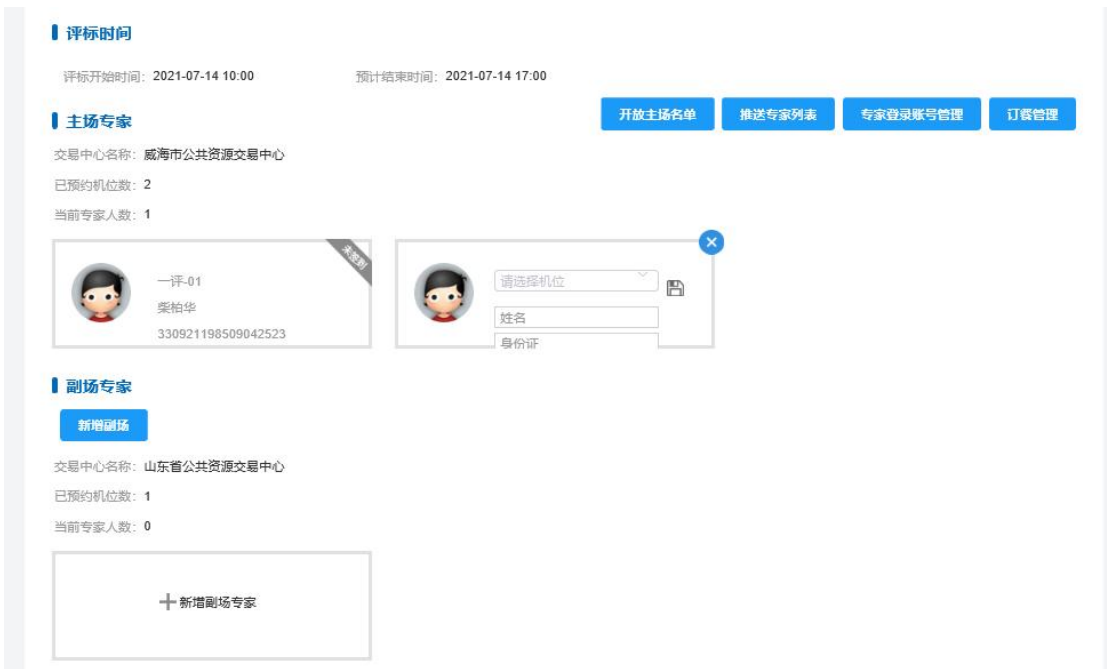 评标时间
评标开始时间：2021-07-14 10:00 预计结束时间：2021-07-14 17:00
主场专家 开放主场名单 推送专家列表 专家登录账号管理 订餐管理
交易中心名称：威海市公共资源交易中心
已预约机位数：2
当前专家人数：1
未签到
一评-01
柴柏华
330921198509042523
请选择机位
姓名
身份证
副场专家
新增副场
交易中心名称：山东省公共资源交易中心
已预约机位数：1
当前专家人数：0
新增副场专家